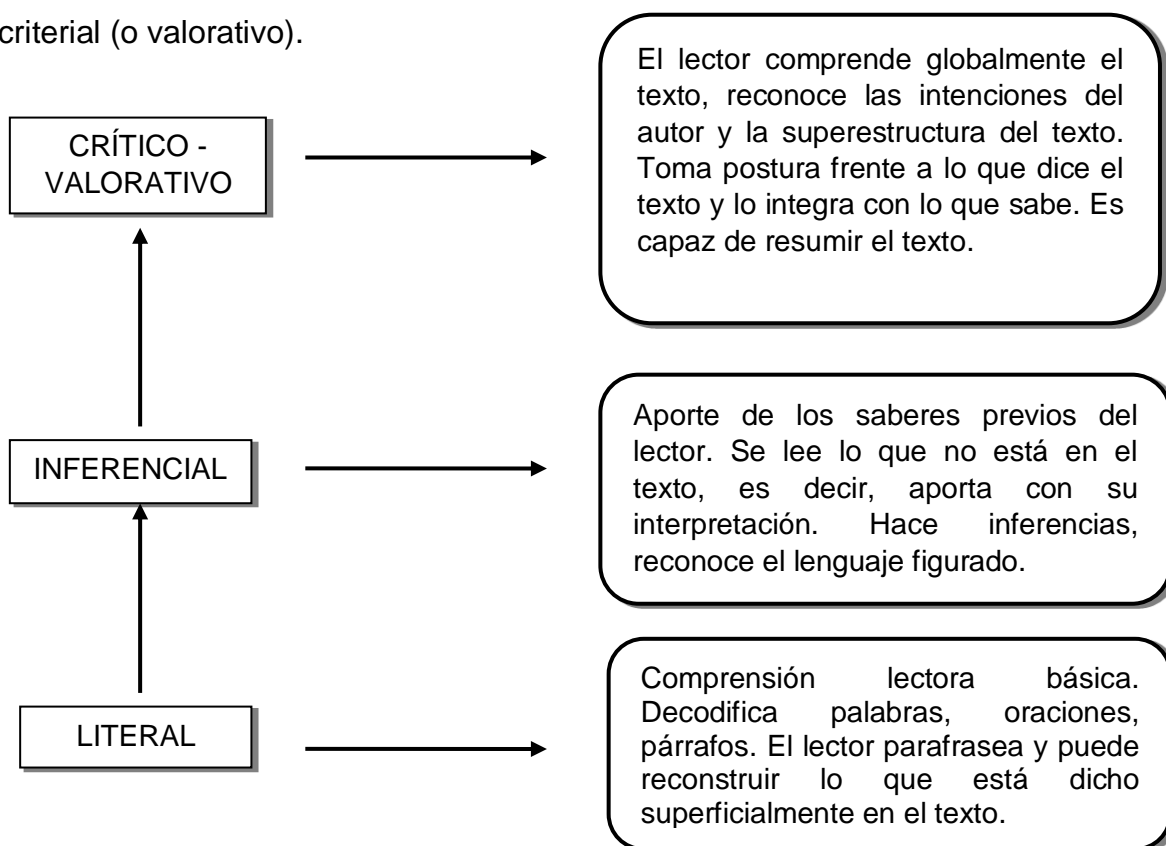 criterial (o valorativo).
CRÍTICO -
VALORATIVO
El lector comprende globalmente el
texto, reconoce las intenciones del
autor y la superestructura del texto.
Toma postura frente a lo que dice el
texto y lo integra con lo que sabe. Es
capaz de resumir el texto.
INFERENCIAL
Aporte de los saberes previos del
lector. Se lee lo que no está en el
texto, es decir, aporta con su
interpretación. Hace inferencias,
reconoce el lenguaje figurado.
LITERAL
Comprensión lectora básica.
Decodifica palabras, oraciones,
párrafos. El lector parafrasea y puede
reconstruir lo que está dicho
superficialmente en el texto.